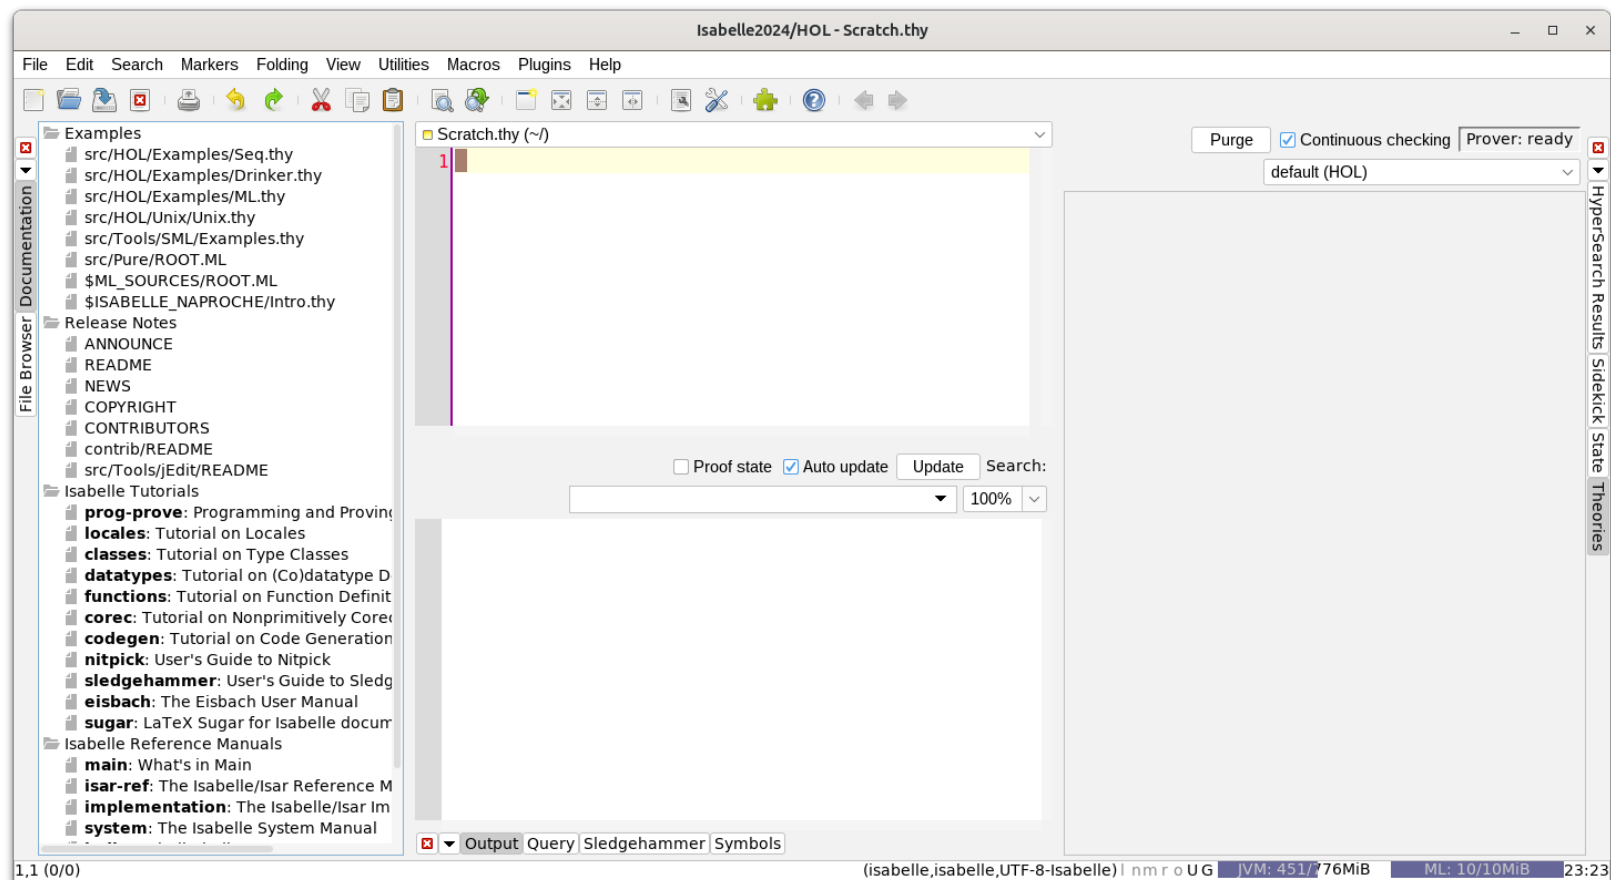 Isabelle2024/HOL - Scratch.thy
File Edit Search Markers Folding View Utilities Macros Plugins Help
Documentation
File Browser
Examples
src/HOL/Examples/Seq.thy
src/HOL/Examples/Drinker.thy
src/HOL/Examples/ML.thy
src/HOL/Unix/Unix.thy
src/Tools/SML/Examples.thy
src/Pure/ROOT.ML
$ML_SOURCES/ROOT.ML
$ISABELLE_NAPROCHE/Intro.thy
Release Notes
ANNOUNCE
README
NEWS
COPYRIGHT
CONTRIBUTORS
contrib/README
src/Tools/jEdit/README
Isabelle Tutorials
prog-prove: Programming and Proving
locales: Tutorial on Locales
classes: Tutorial on Type Classes
datatypes: Tutorial on (Co)datatype D
functions: Tutorial on Function Definit
corec: Tutorial on Nonprimitively Corec
codegen: Tutorial on Code Generation
nitpick: User's Guide to Nitpick
sledgehammer: User's Guide to Sledg
eisbach: The Eisbach User Manual
sugar: LaTeX Sugar for Isabelle docum
Isabelle Reference Manuals
main: What's in Main
isar-ref: The Isabelle/Isar Reference M
implementation: The Isabelle/Isar Im
system: The Isabelle System Manual
Scratch.thy (~/)
1
Proof state Auto update Update Search:
100%
Output Query Sledgehammer Symbols
Purge Continuous checking Prover: ready
default (HOL)
HyperSearch Results
Sidekick
State
Theories
1,1 (0/0)
(isabelle,isabelle,UTF-8-Isabelle) l n m r o U G JVM: 451/776MiB ML: 10/10MiB 23:23